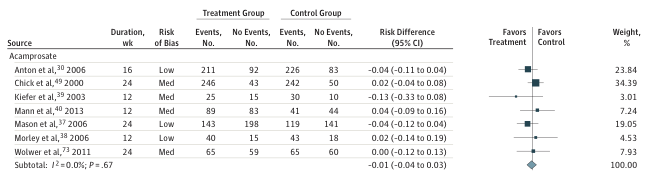 Treatment Group Control Group
Duration, Risk Events, No Events, Events, No Events, Risk Difference Favors Favors Weight,
Source wk of Bias No. No. No. No. (95% CI) Treatment Control %
Acamprosate
Anton et al,30 2006 16 Low 211 92 226 83 -0.04 (-0.11 to 0.04) 23.84
Chick et al,49 2000 24 Med 246 43 242 50 0.02 (-0.04 to 0.08) 34.39
Kiefer et al,39 2003 12 Med 25 15 30 10 -0.13 (-0.33 to 0.08) 3.01
Mann et al,40 2013 12 Med 89 83 41 44 0.04 (-0.09 to 0.16) 7.24
Mason et al,37 2006 24 Low 143 198 119 141 -0.04 (-0.12 to 0.04) 19.05
Morley et al,38 2006 12 Low 40 15 43 18 0.02 (-0.14 to 0.19) 4.53
Wolwer et al,73 2011 24 Med 65 59 65 60 0.00 (-0.12 to 0.13) 7.93
Subtotal: I2=0.0%; P=.67 -0.01 (-0.04 to 0.03) 100.00